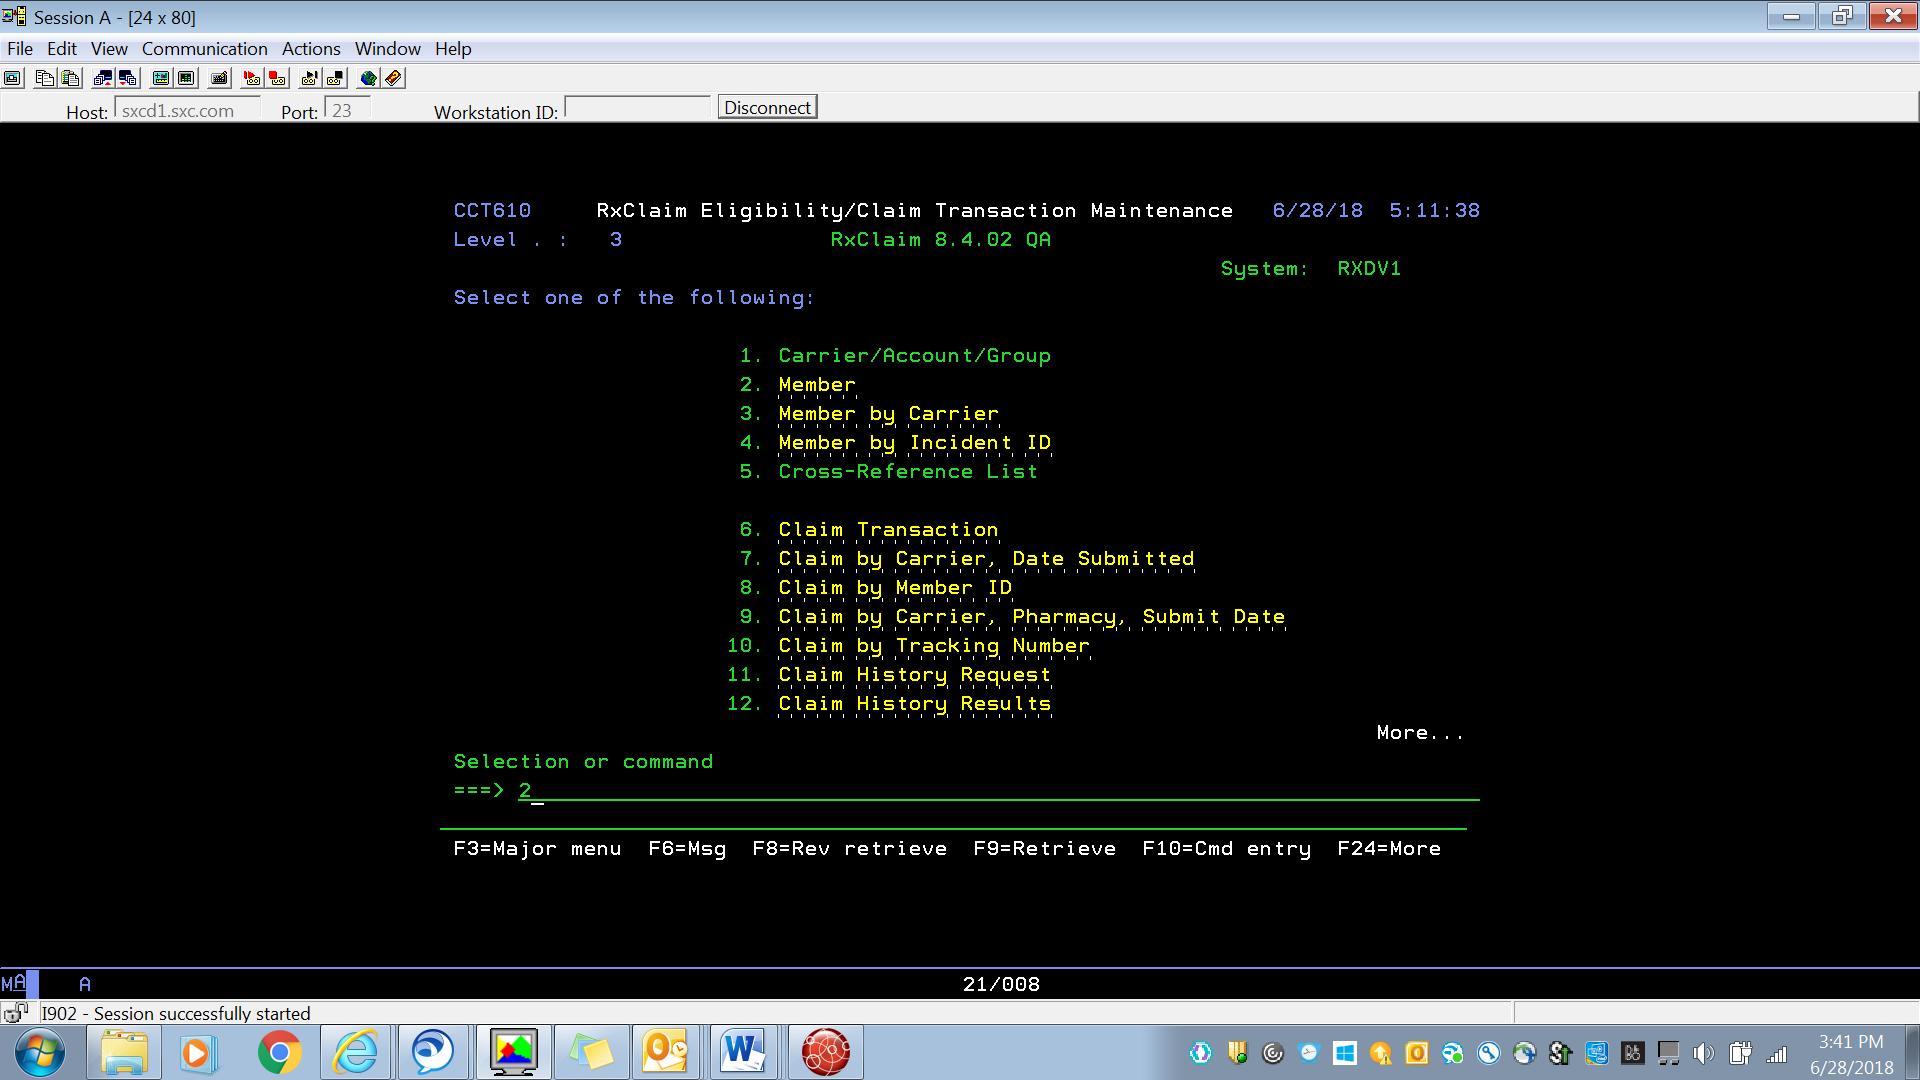 Session A - [24 x 80]
File Edit View Communication Actions Window Help
Host: sxcd1.sxc.com Port: 23 Workstation ID: Disconnect
CCT610 RxClaim Eligibility/Claim Transaction Maintenance 6/28/18 5:11:38
Level . : 3 RxClaim 8.4.02 QA
System: RXDV1
Select one of the following:
1. Carrier/Account/Group
2. Member
3. Member by Carrier
4. Member by Incident ID
5. Cross-Reference List
6. Claim Transaction
7. Claim by Carrier, Date Submitted
8. Claim by Member ID
9. Claim by Carrier, Pharmacy, Submit Date
10. Claim by Tracking Number
11. Claim History Request
12. Claim History Results
More...
Selection or command
===> 2
F3=Major menu F6=Msg F8=Rev retrieve F9=Retrieve F10=Cmd entry F24=More
MA A 21/008
I902 - Session successfully started
3:41 PM
6/28/2018